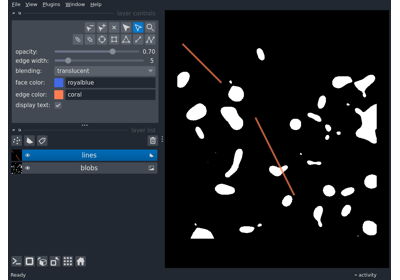 File View Plugins Window Help
layer controls
opacity: 0.70
edge width: 5
blending: translucent
face color: royalblue
edge color: coral
display text:
layer list
lines
blobs
Ready activity